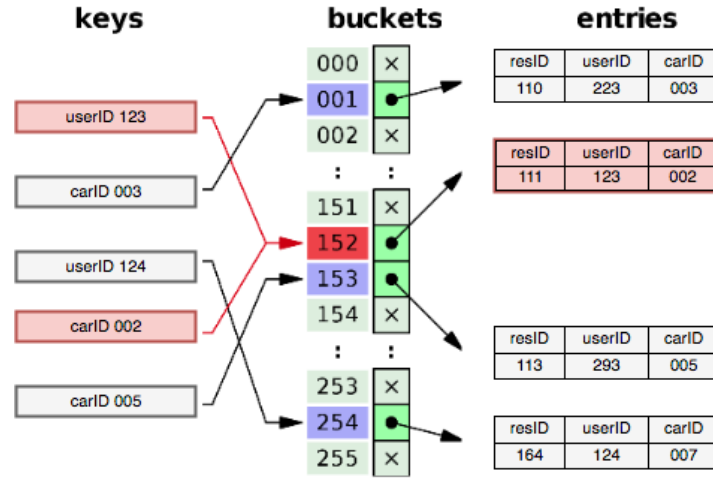 keys
buckets
entries
userID 123
carID 003
userID 124
carID 002
carID 005
000 ×
001
002 ×
: :
151 ×
152
153
154 ×
: :
253 ×
254
255 ×
resID userID carID
110 223 003
resID userID carID
111 123 002
resID userID carID
113 293 005
resID userID carID
164 124 007